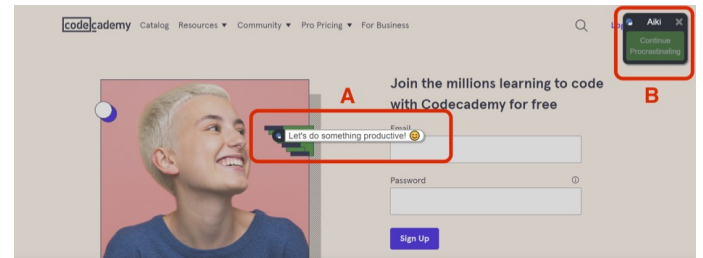 codecademy Catalog Resources ▼ Community ▼ Pro Pricing ▼ For Business
Aiki
Continue
Procrastinating
A
B
Join the millions learning to code
with Codecademy for free
Let's do something productive! 😊
Email
Password
Sign Up